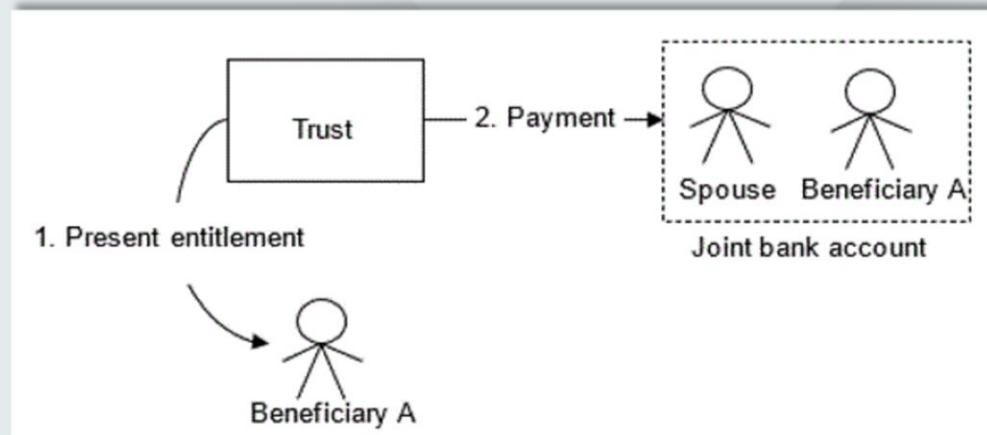 Trust
2. Payment
Spouse Beneficiary A
Joint bank account
1. Present entitlement
Beneficiary A